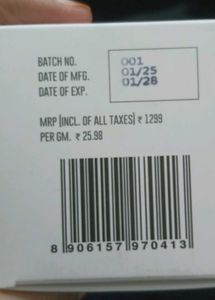 BATCH NO. 001
DATE OF MFG. 01/25
DATE OF EXP. 01/28
MRP (INCL. OF ALL TAXES) ₹ 1299
PER GM. ₹ 25.98
8 906157 970413